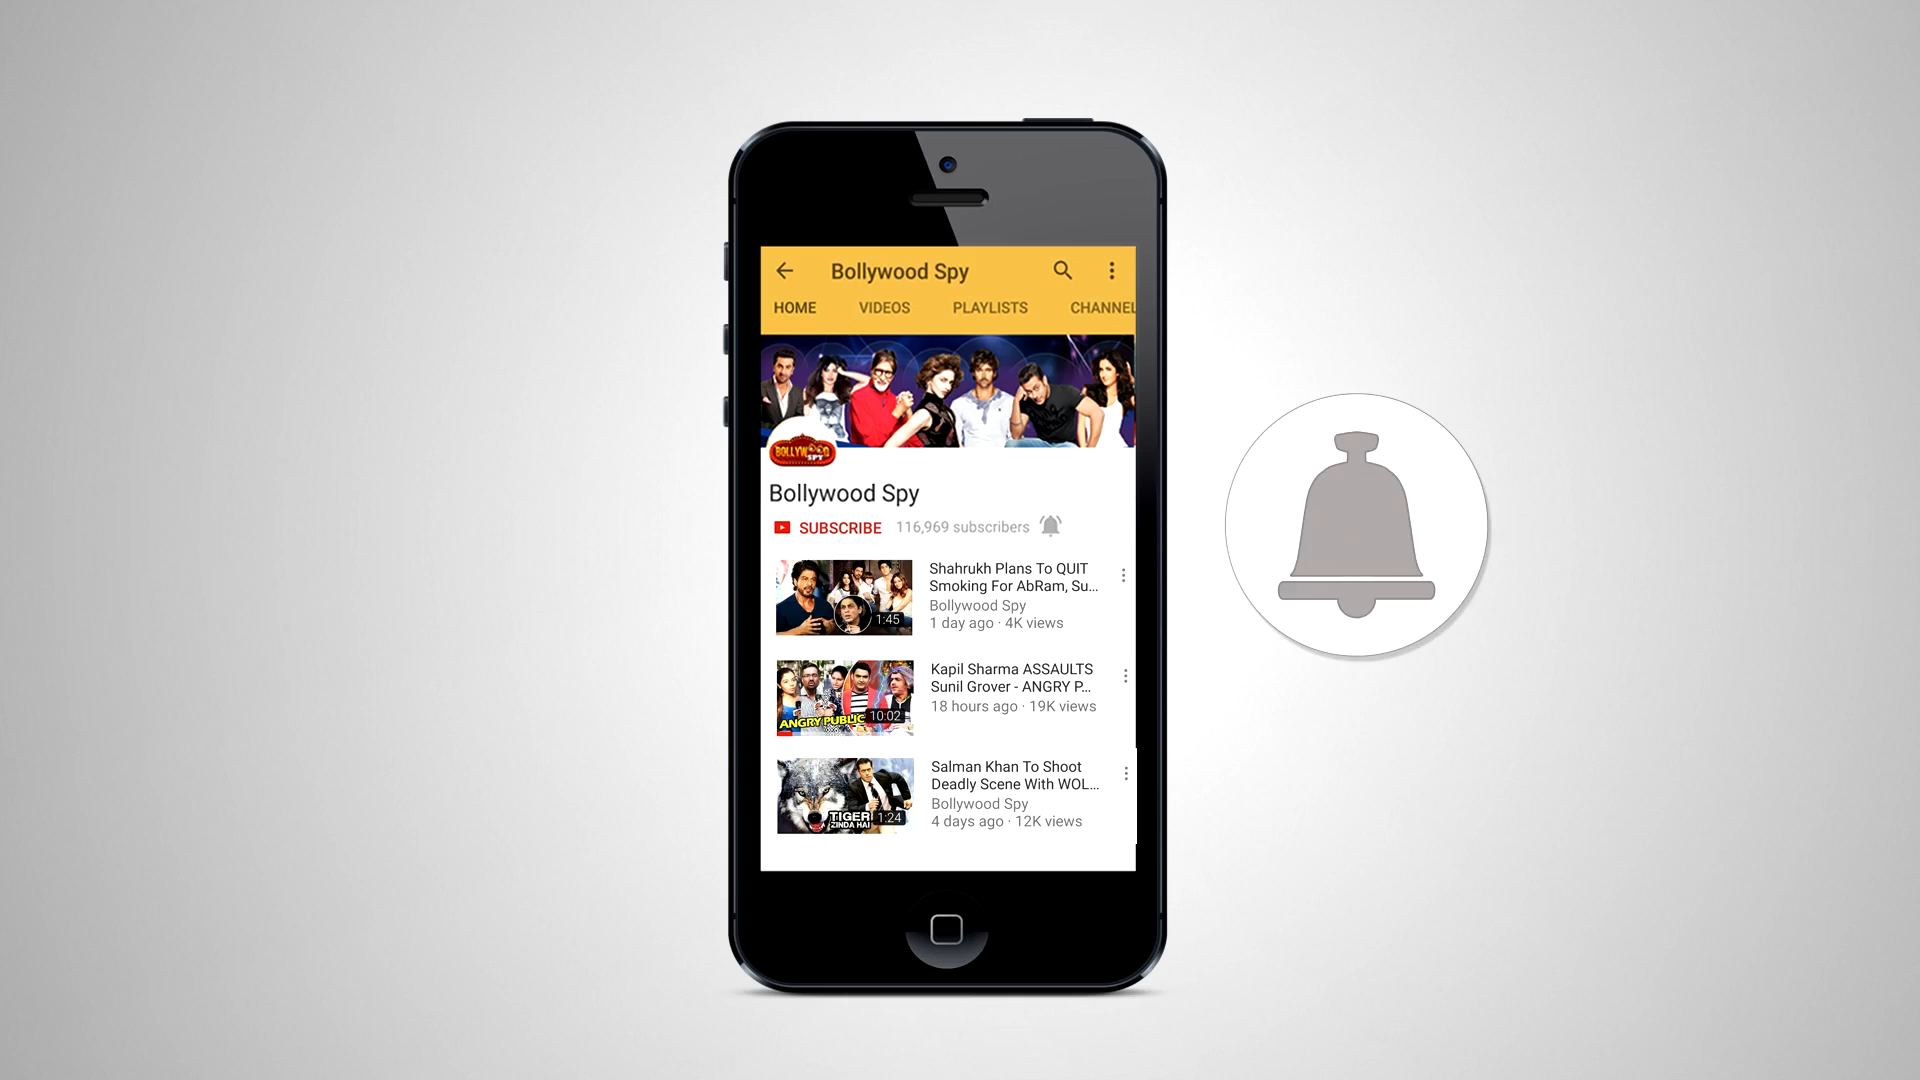 Bollywood Spy
HOME VIDEOS PLAYLISTS CHANNEL
BOLLYWOOD
SPY
Bollywood Spy
SUBSCRIBE 116,969 subscribers
Shahrukh Plans To QUIT
Smoking For AbRam, Su...
Bollywood Spy
1 day ago · 4K views
1:45
Kapil Sharma ASSAULTS
Sunil Grover - ANGRY P...
18 hours ago · 19K views
ANGRY PUBLIC
10:02
Salman Khan To Shoot
Deadly Scene With WOL...
Bollywood Spy
4 days ago · 12K views
TIGER
ZINDA HAI
1:24